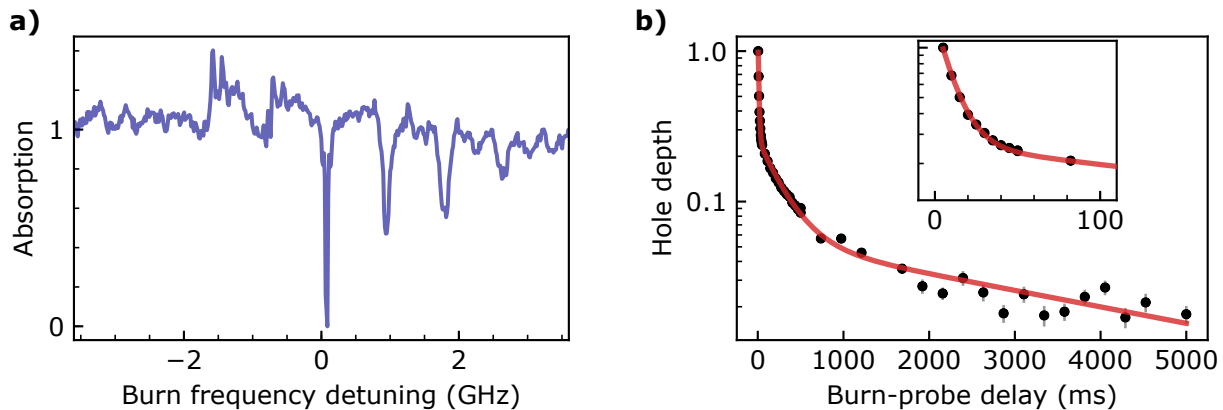 a)
Absorption
1
0
−2
0
2
Burn frequency detuning (GHz)
b)
Hole depth
1.0
0.1
0
100
0
1000
2000
3000
4000
5000
Burn-probe delay (ms)